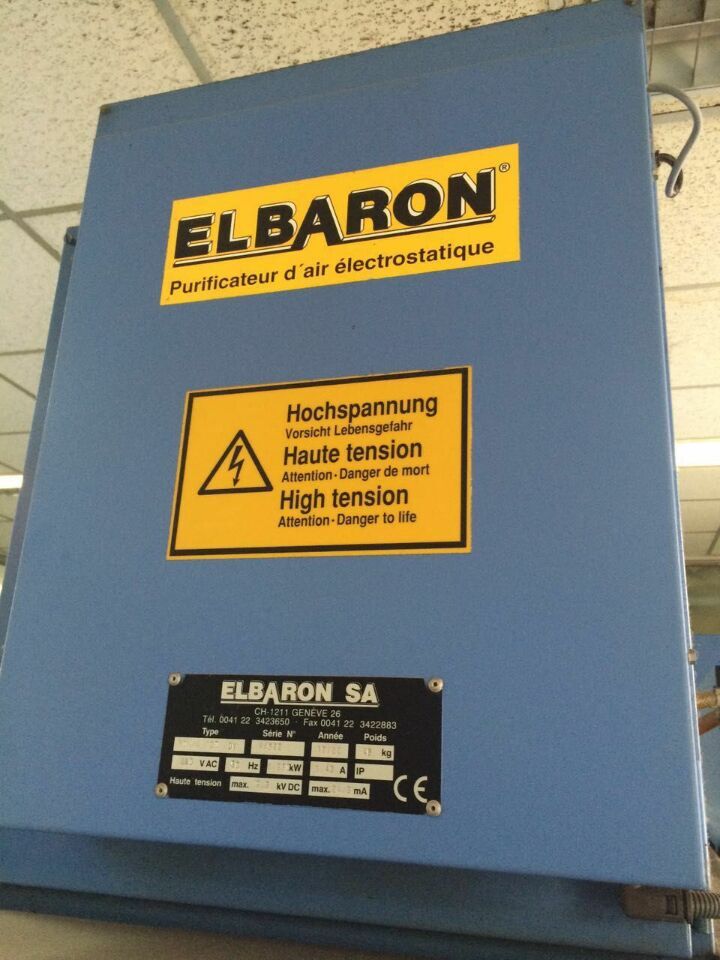 ELBARON®
Purificateur d'air électrostatique
Hochspannung
Vorsicht Lebensgefahr
Haute tension
Attention - Danger de mort
High tension
Attention - Danger to life
ELBARON SA
CH-1211 GENÈVE 26
Tél. 0041 22 3423650 · Fax 0041 22 3422883
Type Série N° Année Poids
kg
V AC Hz kW A IP
Haute tension max. kV DC max. mA CE